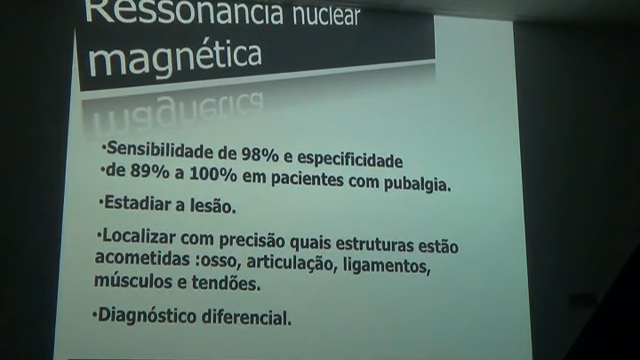 Ressonância nuclear
magnética
•Sensibilidade de 98% e especificidade
•de 89% a 100% em pacientes com pubalgia.
•Estadiar a lesão.
•Localizar com precisão quais estruturas estão
acometidas :osso, articulação, ligamentos,
músculos e tendões.
•Diagnóstico diferencial.